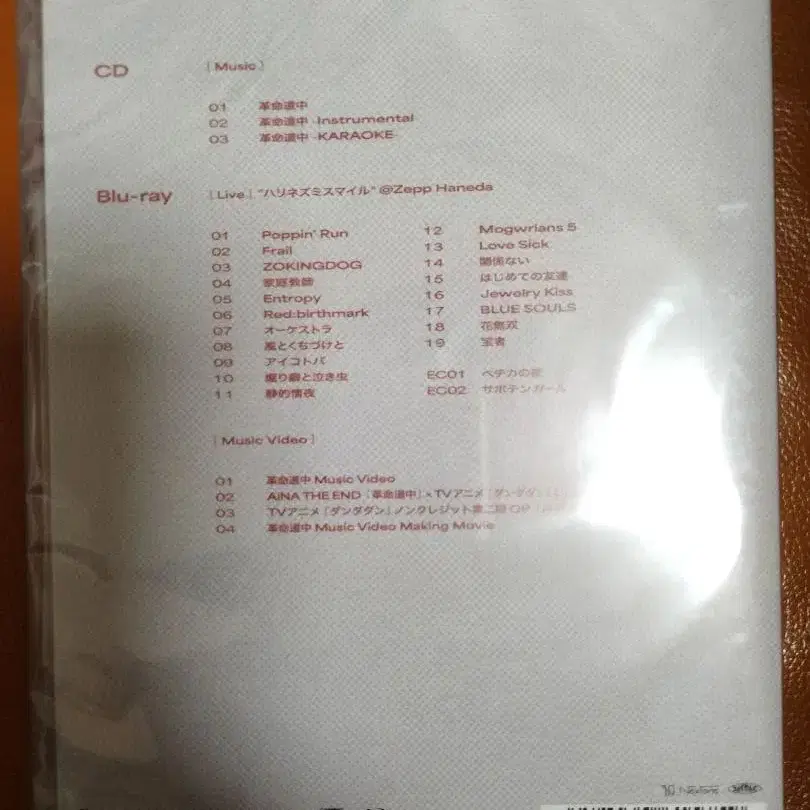 CD
[Music]
01 革命道中
02 革命道中 -Instrumental
03 革命道中 -KARAOKE-
Blu-ray
[Live] "ハリネズミスマイル" @Zepp Haneda
01 Poppin' Run
02 Frail
03 ZOKINGDOG
04 家庭教師
05 Entropy
06 Red:birthmark
07 オーケストラ
08 風とくちづけと
09 アイコトバ
10 掘り癖と泣き虫
11 静的情夜
12 Mogwrians 5
13 Love Sick
14 関係ない
15 はじめての友達
16 Jewelry Kiss
17 BLUE SOULS
18 花無双
19 宝者
EC01 ペチカの夜
EC02 サボテンガール
[Music Video]
01 革命道中 Music Video
02 AiNA THE END「革命道中」× TVアニメ「ダンダダン」
03 TVアニメ「ダンダダン」ノンクレジット第二期 OP
04 革命道中 Music Video Making Movie